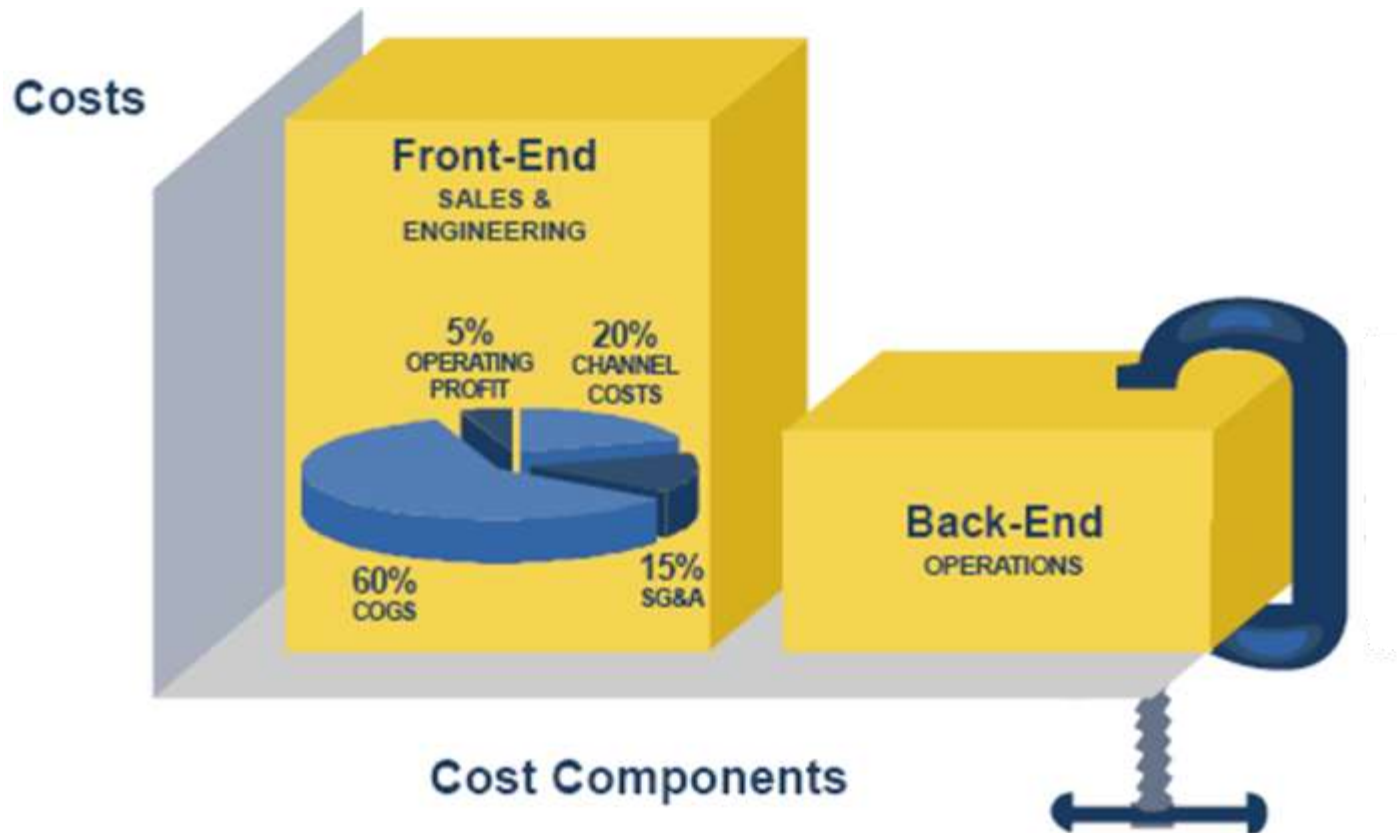 Costs
Front-End
SALES &
ENGINEERING
5%
OPERATING
PROFIT
20%
CHANNEL
COSTS
60%
COGS
15%
SG&A
Back-End
OPERATIONS
Cost Components